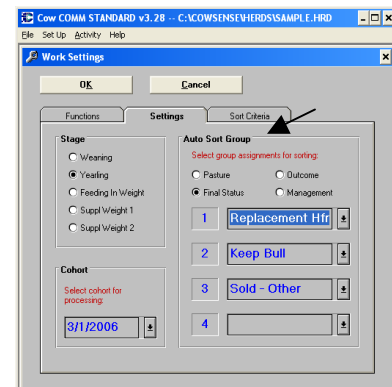 Cow COMM STANDARD v3.28 -- C:\COWSENSE\HERDS\SAMPLE.HRD
File Set Up Activity Help
Work Settings
OK Cancel
Functions Settings Sort Criteria
Stage
Weaning
Yearling
Feeding In Weight
Suppl Weight 1
Suppl Weight 2
Cohort
Select cohort for
processing:
3/1/2006
Auto Sort Group
Select group assignments for sorting:
Pasture Outcome
Final Status Management
1 Replacement Hfr
2 Keep Bull
3 Sold - Other
4